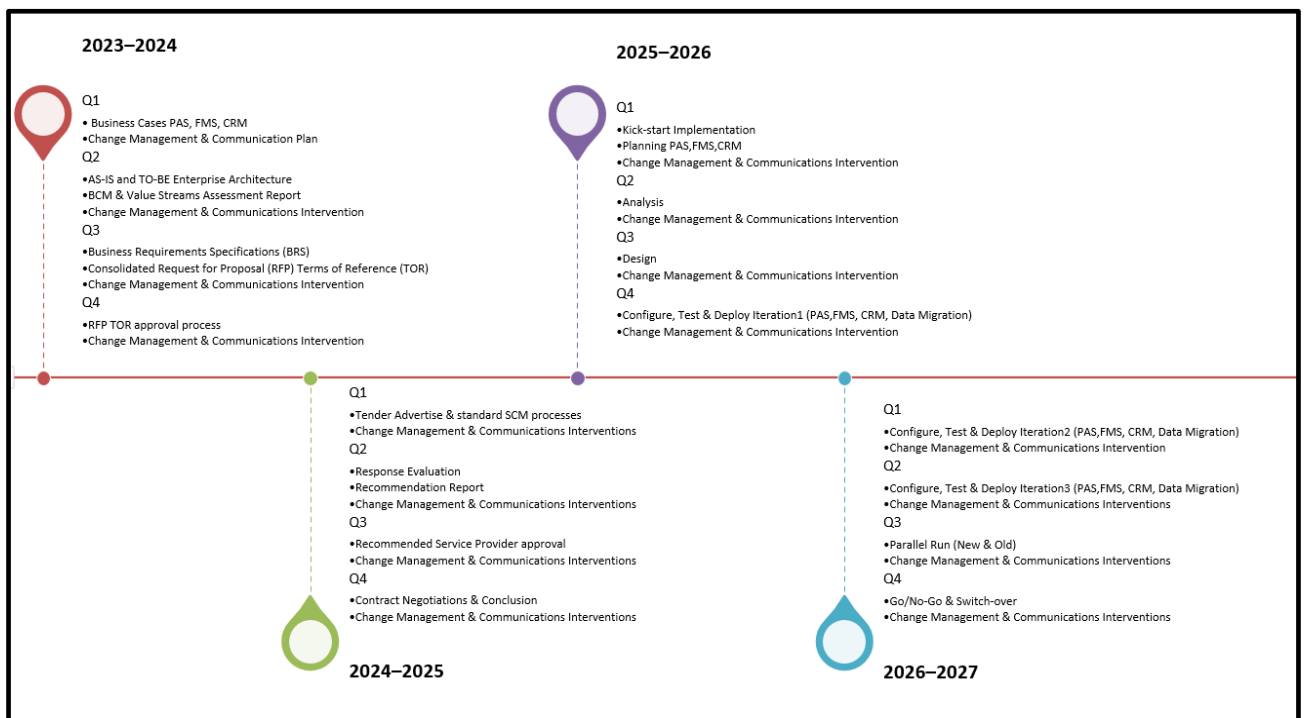 2023–2024
Q1
• Business Cases PAS, FMS, CRM
•Change Management & Communication Plan
Q2
•AS-IS and TO-BE Enterprise Architecture
•BCM & Value Streams Assessment Report
•Change Management & Communications Intervention
Q3
•Business Requirements Specifications (BRS)
•Consolidated Request for Proposal (RFP) Terms of Reference (TOR)
•Change Management & Communications Intervention
Q4
•RFP TOR approval process
•Change Management & Communications Intervention
Q1
•Tender Advertise & standard SCM processes
•Change Management & Communications Interventions
Q2
•Response Evaluation
•Recommendation Report
•Change Management & Communications Interventions
Q3
•Recommended Service Provider approval
•Change Management & Communications Interventions
Q4
•Contract Negotiations & Conclusion
•Change Management & Communications Interventions
2024–2025
2025–2026
Q1
•Kick-start Implementation
•Planning PAS,FMS,CRM
•Change Management & Communications Intervention
Q2
•Analysis
•Change Management & Communications Intervention
Q3
•Design
•Change Management & Communications Intervention
Q4
•Configure, Test & Deploy Iteration1 (PAS,FMS, CRM, Data Migration)
•Change Management & Communications Intervention
Q1
•Configure, Test & Deploy Iteration2 (PAS,FMS, CRM, Data Migration)
•Change Management & Communications Intervention
Q2
•Configure, Test & Deploy Iteration3 (PAS,FMS, CRM, Data Migration)
•Change Management & Communications Interventions
Q3
•Parallel Run (New & Old)
•Change Management & Communications Interventions
Q4
•Go/No-Go & Switch-over
•Change Management & Communications Interventions
2026–2027